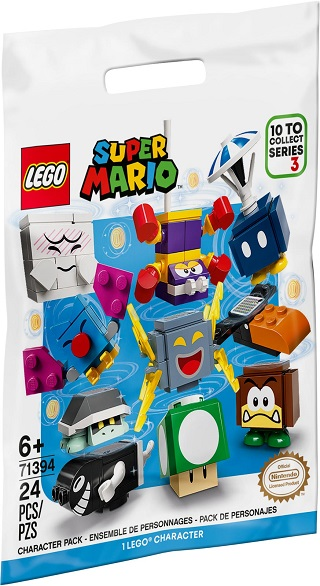 LEGO
SUPER
MARIO™
10 TO
COLLECT
SERIES
3
6+
71394
24
PCS/
PZS
Official
Nintendo
Licensed Product
CHARACTER PACK - ENSEMBLE DE PERSONNAGES - PACK DE PERSONAJES
1 LEGO® CHARACTER